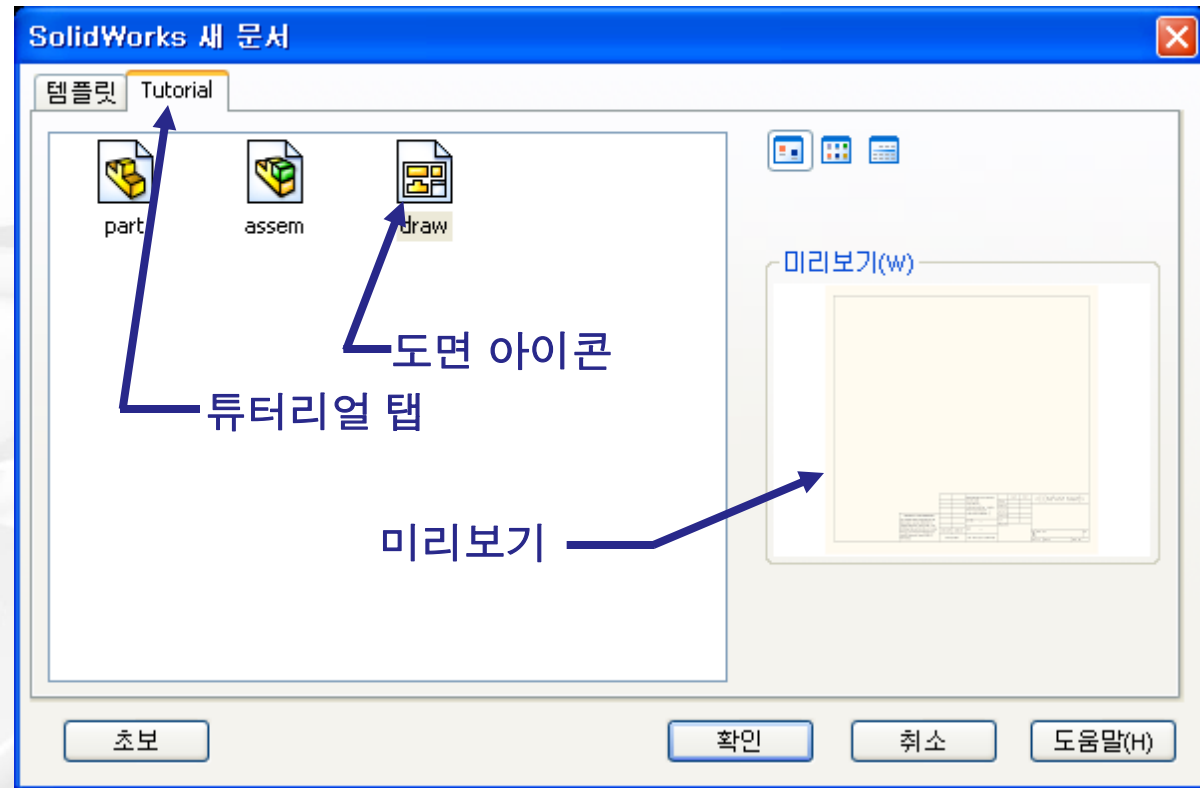 SolidWorks 새 문서
템플릿 Tutorial
part assem draw
미리보기(W)
도면 아이콘
튜터리얼 탭
미리보기
초보 확인 취소 도움말(H)